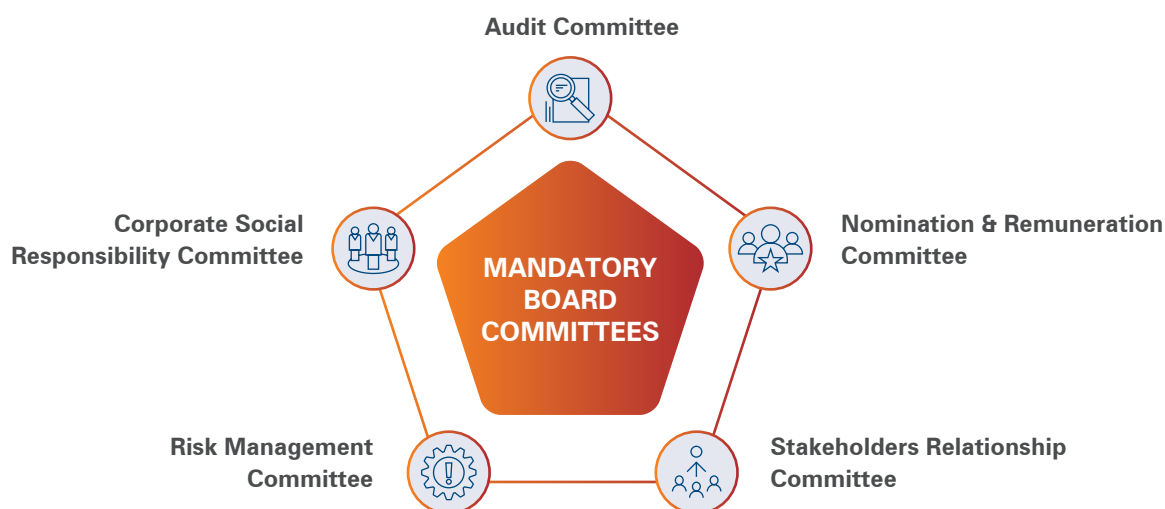 Audit Committee
Corporate Social
Responsibility Committee
Nomination & Remuneration
Committee
MANDATORY
BOARD
COMMITTEES
Risk Management
Committee
Stakeholders Relationship
Committee